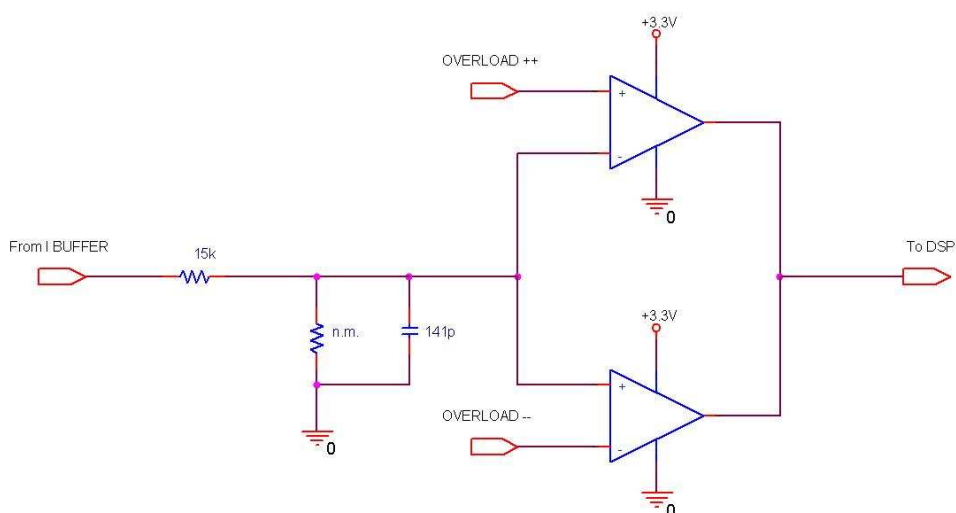 +3.3V
OVERLOAD ++
+
-
0
From I BUFFER
15k
To DSP
n.m.
141p
+3.3V
+
OVERLOAD --
-
0
0